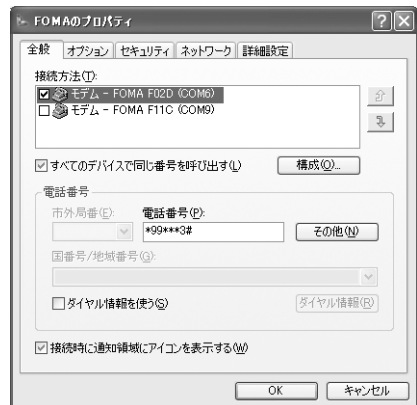 FOMAのプロパティ
全般 オプション セキュリティ ネットワーク 詳細設定
接続方法(T):
モデム - FOMA F02D (COM6)
モデム - FOMA F11C (COM9)
すべてのデバイスで同じ番号を呼び出す(L) 構成(O)...
電話番号
市外局番(E): 電話番号(P):
*99***3# その他(N)
国番号/地域番号(G):
ダイヤル情報を使う(S) ダイヤル情報(R)
接続時に通知領域にアイコンを表示する(W)
OK キャンセル